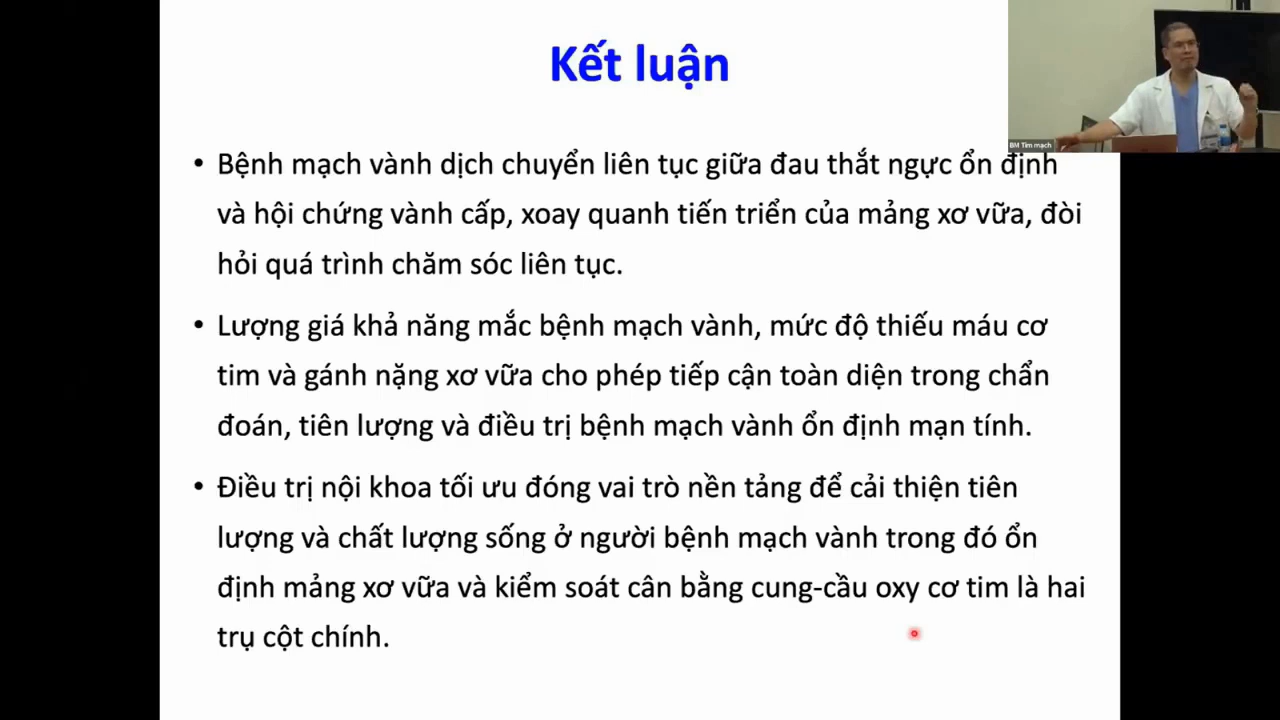 Kết luận
BM Tim mạch
• Bệnh mạch vành dịch chuyển liên tục giữa đau thắt ngực ổn định
và hội chứng vành cấp, xoay quanh tiến triển của mảng xơ vữa, đòi
hỏi quá trình chăm sóc liên tục.
• Lượng giá khả năng mắc bệnh mạch vành, mức độ thiếu máu cơ
tim và gánh nặng xơ vữa cho phép tiếp cận toàn diện trong chẩn
đoán, tiên lượng và điều trị bệnh mạch vành ổn định mạn tính.
• Điều trị nội khoa tối ưu đóng vai trò nền tảng để cải thiện tiên
lượng và chất lượng sống ở người bệnh mạch vành trong đó ổn
định mảng xơ vữa và kiểm soát cân bằng cung-cầu oxy cơ tim là hai
trụ cột chính.